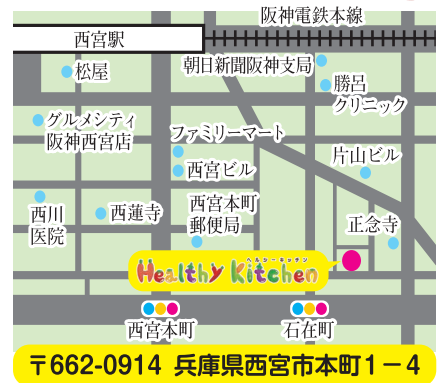 阪神電鉄本線
西宮駅
松屋
朝日新聞阪神支局
勝呂
クリニック
グルメシティ
阪神西宮店
ファミリーマート
西宮ビル
片山ビル
西川
医院
西蓮寺
西宮本町
郵便局
正念寺
ヘルシーキッチン
Healthy Kitchen
西宮本町
石在町
〒662-0914 兵庫県西宮市本町1−4